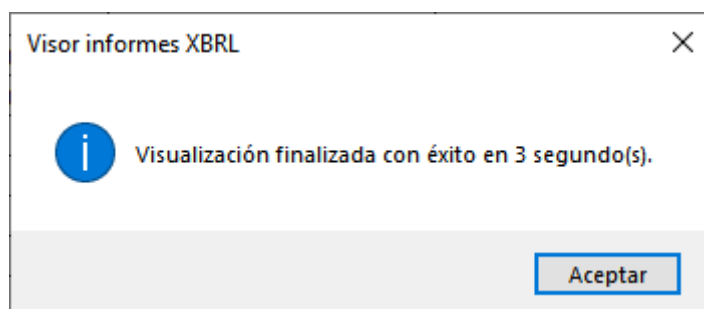 Visor informes XBRL
Visualización finalizada con éxito en 3 segundo(s).
Aceptar